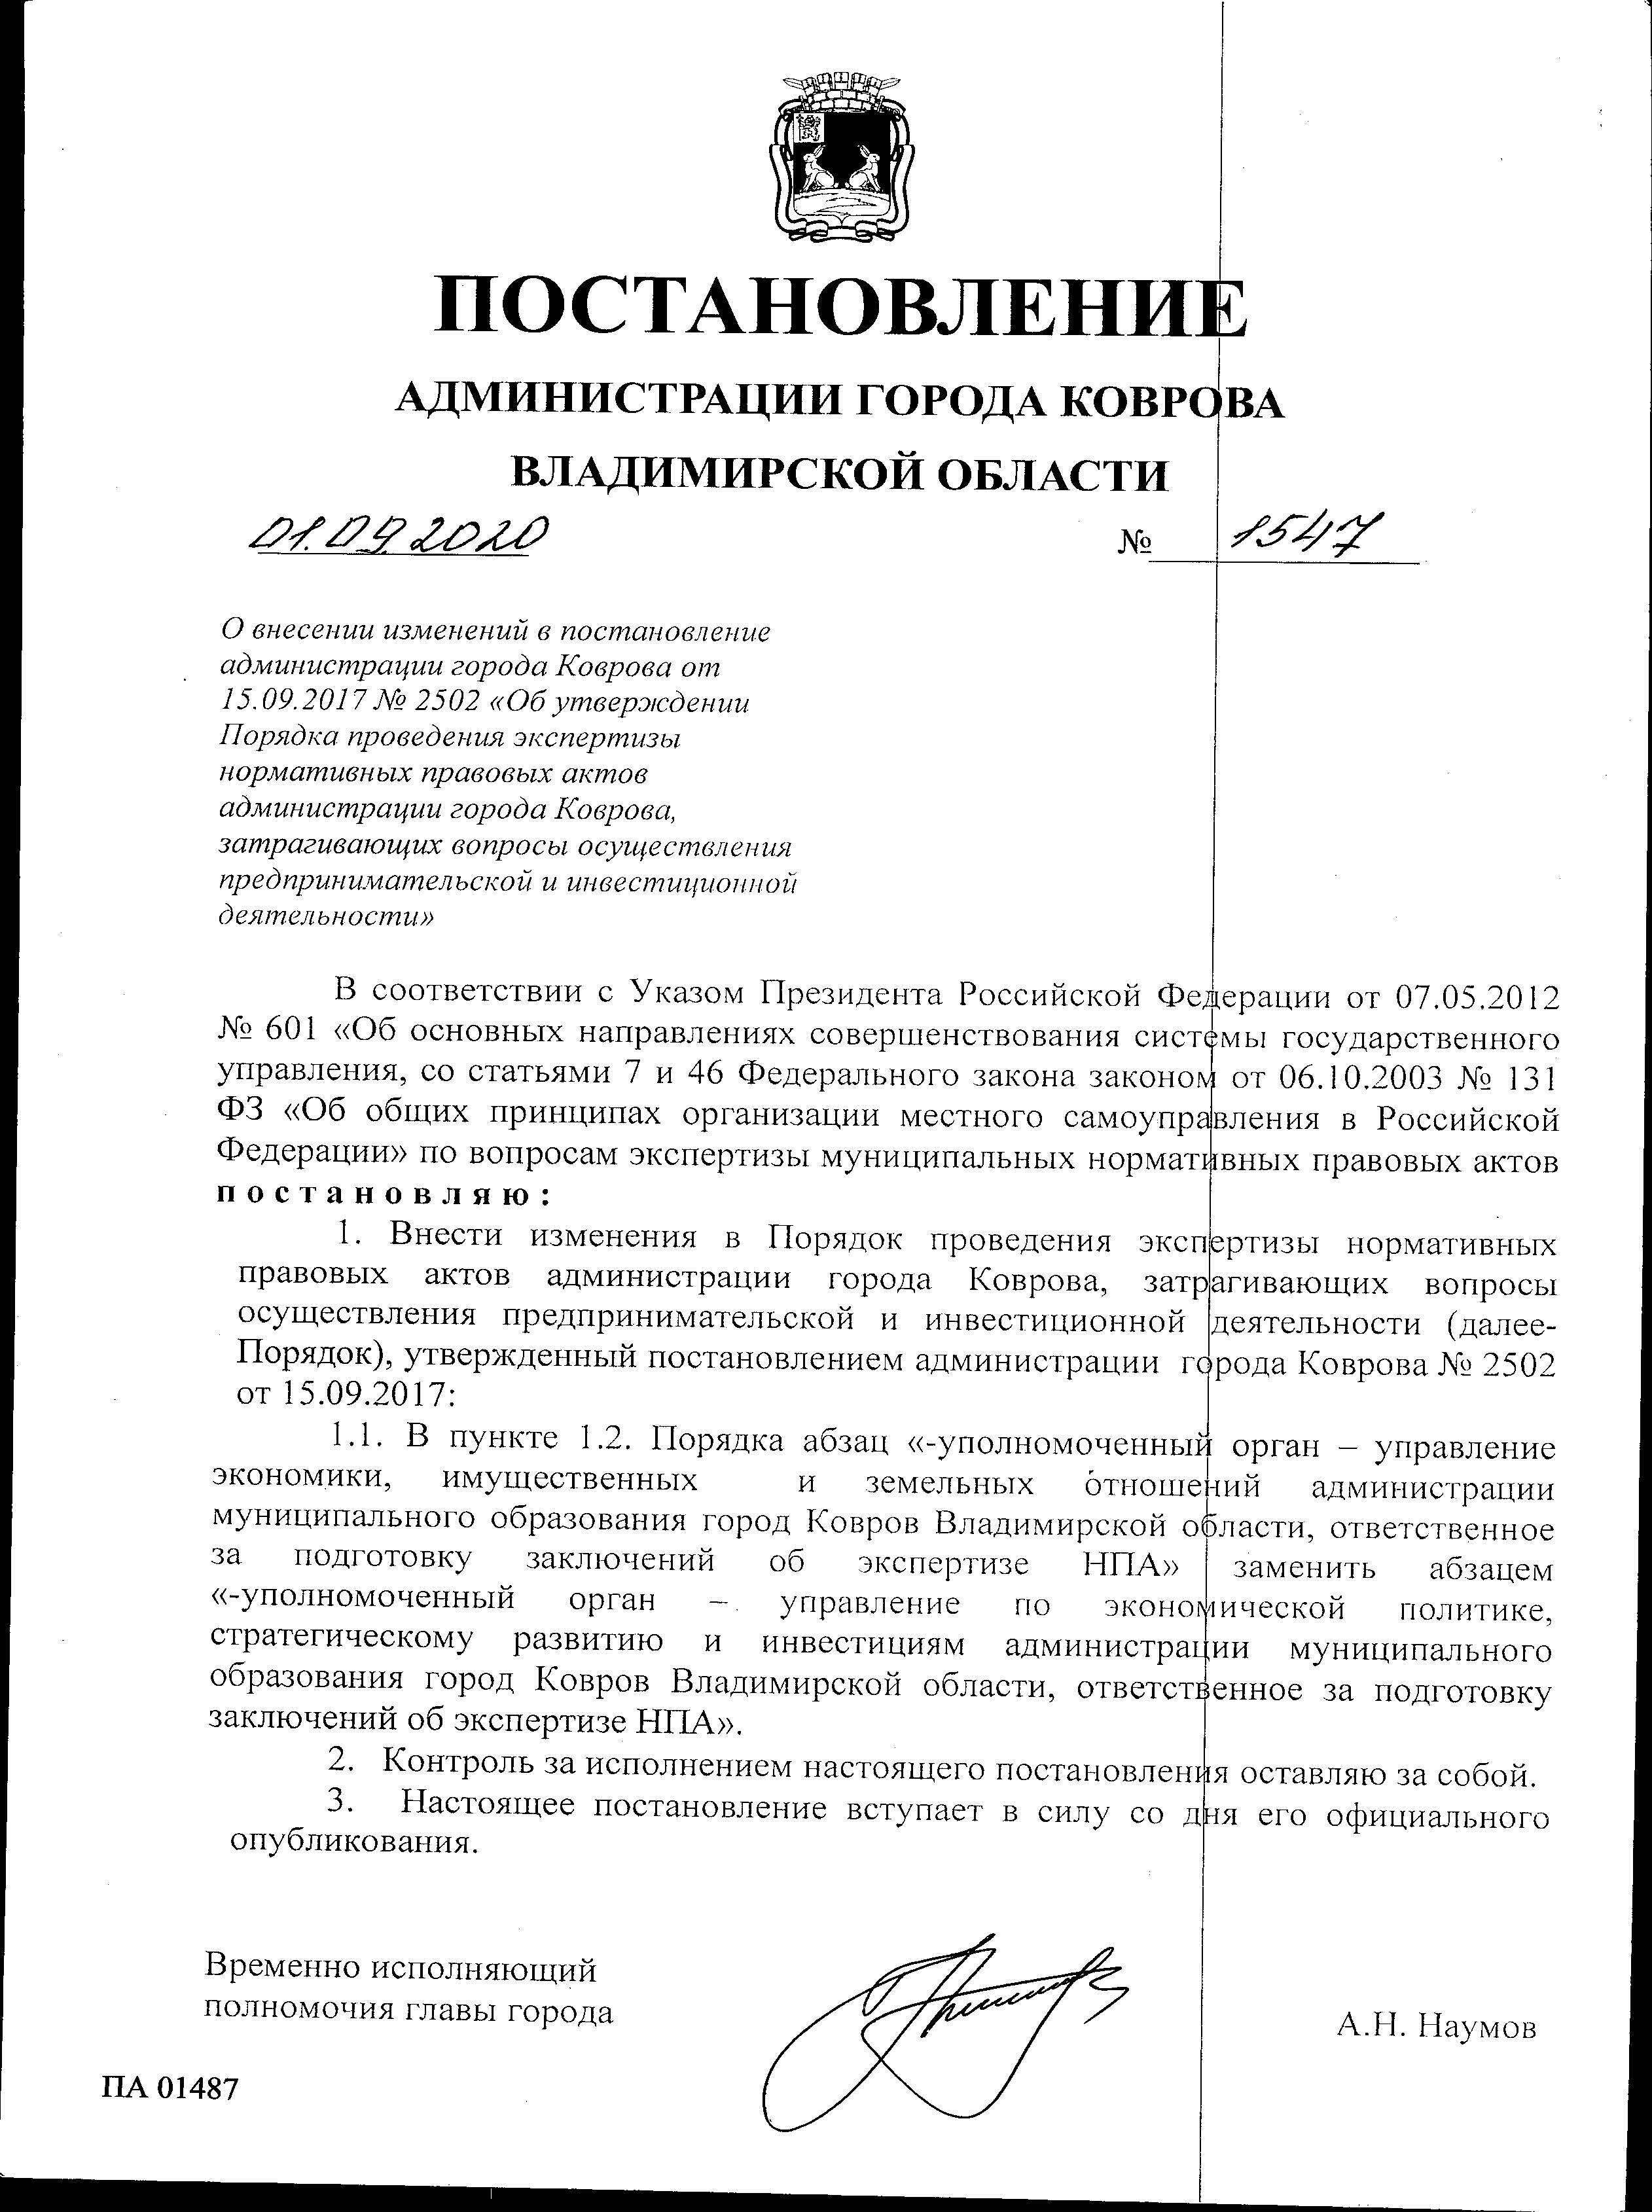 ПОСТАНОВЛЕНИЕ
АДМИНИСТРАЦИИ ГОРОДА КОВРОВА
ВЛАДИМИРСКОЙ ОБЛАСТИ
01.09.2020 № 1547
О внесении изменений в постановление
администрации города Коврова от
15.09.2017 № 2502 «Об утверждении
Порядка проведения экспертизы
нормативных правовых актов
администрации города Коврова,
затрагивающих вопросы осуществления
предпринимательской и инвестиционной
деятельности»
В соответствии с Указом Президента Российской Федерации от 07.05.2012
№ 601 «Об основных направлениях совершенствования системы государственного
управления, со статьями 7 и 46 Федерального закона законом от 06.10.2003 № 131
ФЗ «Об общих принципах организации местного самоуправления в Российской
Федерации» по вопросам экспертизы муниципальных нормативных правовых актов
п о с т а н о в л я ю :
1. Внести изменения в Порядок проведения экспертизы нормативных
правовых актов администрации города Коврова, затрагивающих вопросы
осуществления предпринимательской и инвестиционной деятельности (далее-
Порядок), утвержденный постановлением администрации города Коврова № 2502
от 15.09.2017:
1.1. В пункте 1.2. Порядка абзац «-уполномоченный орган – управление
экономики, имущественных и земельных отношений администрации
муниципального образования город Ковров Владимирской области, ответственное
за подготовку заключений об экспертизе НПА» заменить абзацем
«-уполномоченный орган – управление по экономической политике,
стратегическому развитию и инвестициям администрации муниципального
образования город Ковров Владимирской области, ответственное за подготовку
заключений об экспертизе НПА».
2. Контроль за исполнением настоящего постановления оставляю за собой.
3. Настоящее постановление вступает в силу со дня его официального
опубликования.
Временно исполняющий
полномочия главы города
А.Н. Наумов
ПА 01487